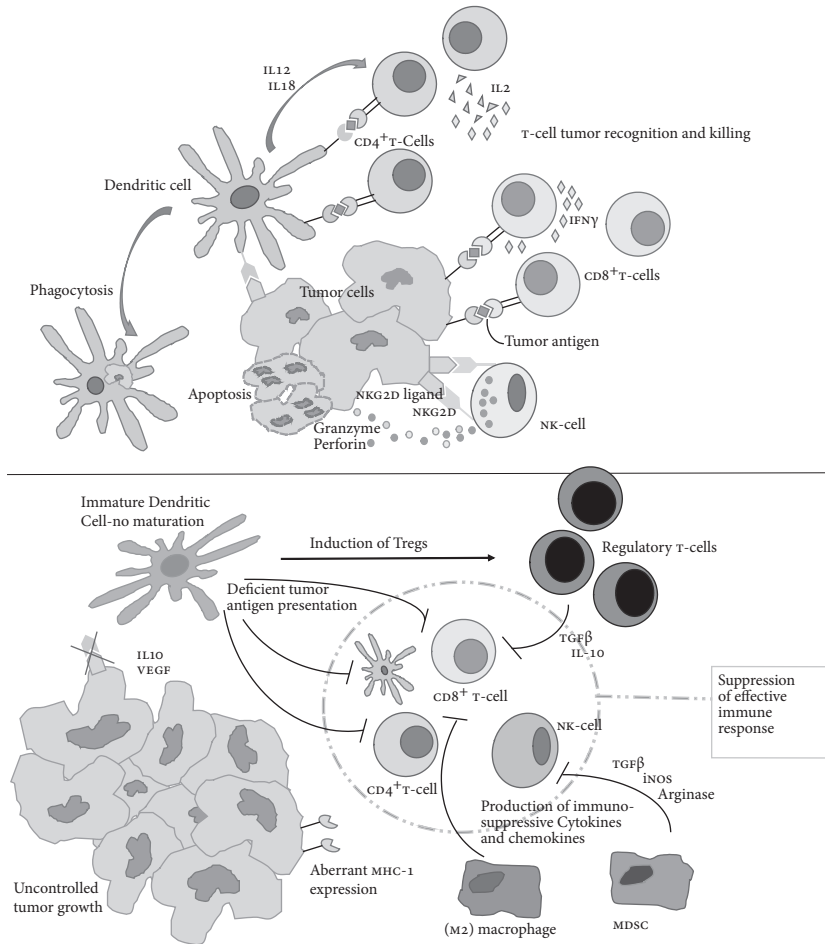 IL12
IL18
IL2
CD4+T-Cells
T-cell tumor recognition and killing
Dendritic cell
IFNγ
CD8+T-cells
Phagocytosis
Tumor cells
Tumor antigen
Apoptosis
NKG2D ligand
NKG2D
NK-cell
Granzyme
Perforin
Immature Dendritic
Cell-no maturation
Induction of Tregs
Regulatory T-cells
Deficient tumor
antigen presentation
TGFβ
IL-10
IL10
VEGF
CD8+ T-cell
Suppression
of effective
immune
response
NK-cell
CD4+T-cell
TGFβ
iNOS
Arginase
Production of immuno-
suppressive Cytokines
and chemokines
Aberrant MHC-1
expression
Uncontrolled
tumor growth
(M2) macrophage
MDSC